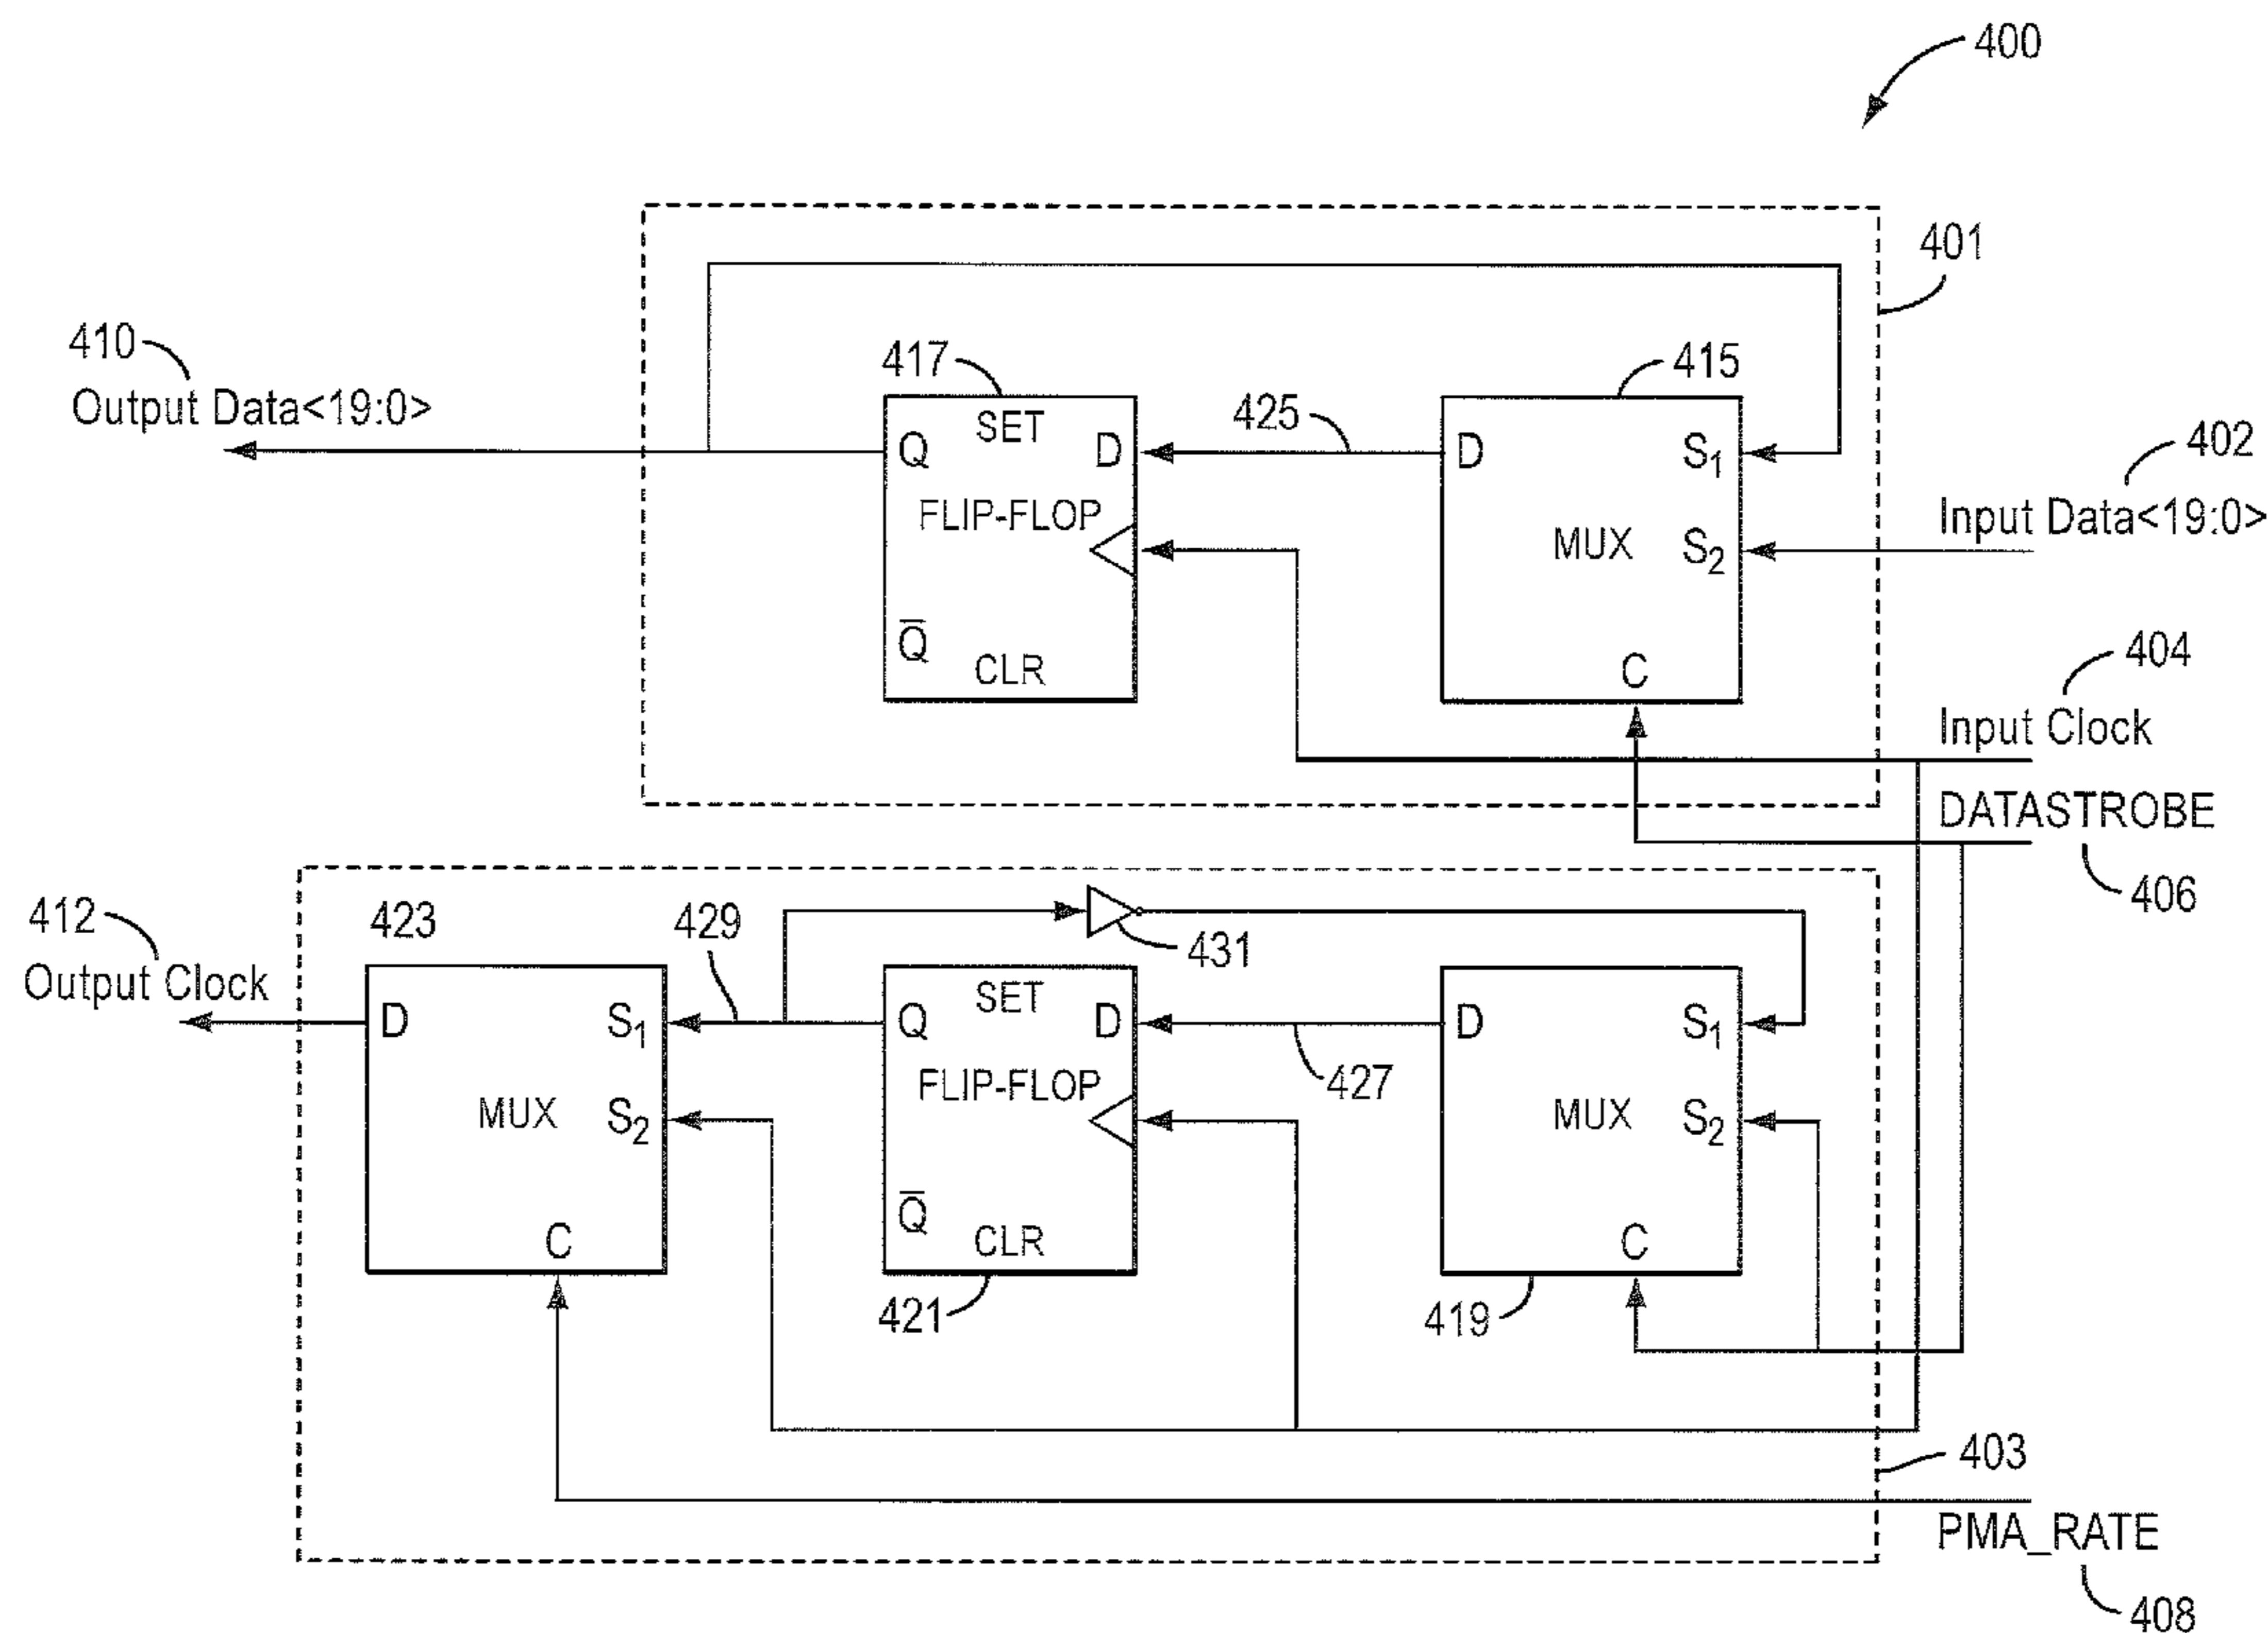 400
401
410
Output Data<19:0>
417
SET
Q
D
FLIP-FLOP
Q̅
CLR
425
415
D
S₁
MUX
S₂
C
402
Input Data<19:0>
404
Input Clock
DATASTROBE
406
412
Output Clock
423
D
S₁
MUX
S₂
C
429
431
SET
Q
D
FLIP-FLOP
Q̅
CLR
421
427
D
S₁
MUX
S₂
C
419
403
PMA_RATE
408